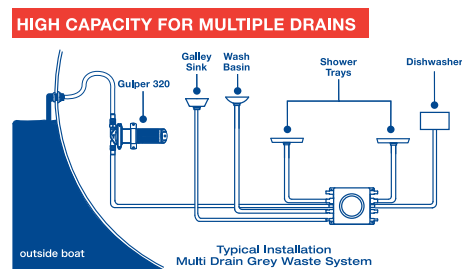 HIGH CAPACITY FOR MULTIPLE DRAINS
Galley
Sink
Wash
Basin
Shower
Trays
Dishwasher
Gulper 320
outside boat
Typical Installation
Multi Drain Grey Waste System